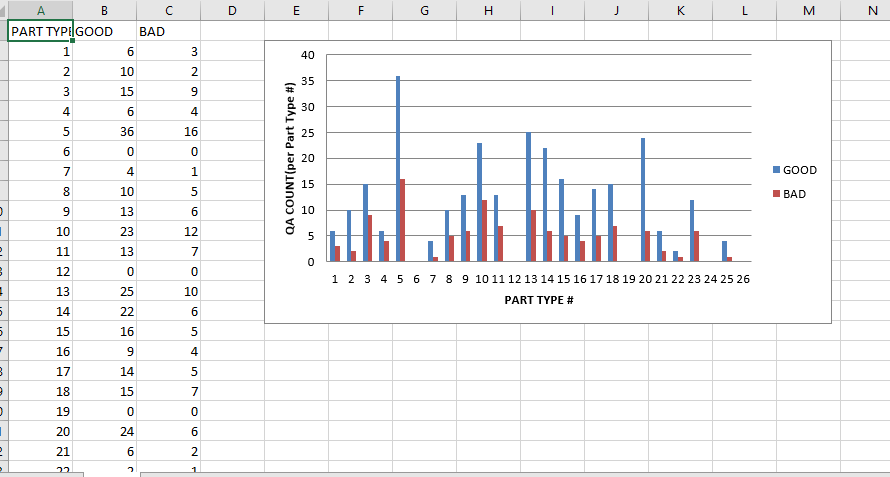 A B C D E F G H I J K L M N
PART TYPE GOOD BAD
1 6 3
2 10 2
3 15 9
4 6 4
5 36 16
6 0 0
7 4 1
8 10 5
9 13 6
10 23 12
11 13 7
12 0 0
13 25 10
14 22 6
15 16 5
16 9 4
17 14 5
18 15 7
19 0 0
20 24 6
21 6 2
22 2 1
QA COUNT(per Part Type #)
40
35
30
25
20
15
10
5
0
1 2 3 4 5 6 7 8 9 10 11 12 13 14 15 16 17 18 19 20 21 22 23 24 25 26
PART TYPE #
GOOD
BAD